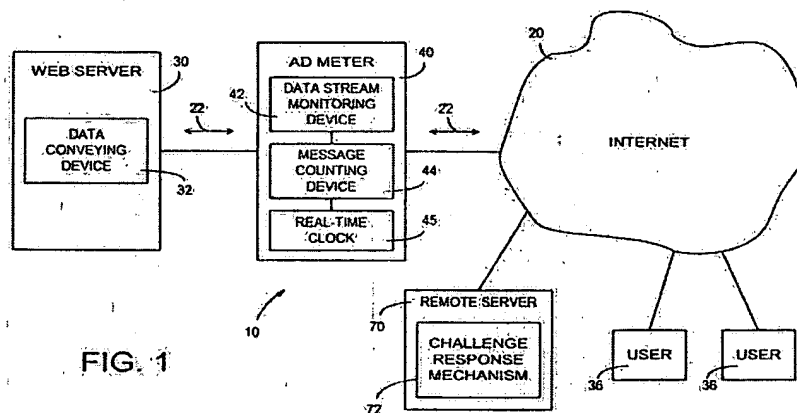 WEB SERVER
30
DATA
CONVEYING
DEVICE
32
22
AD METER
40
42
DATA STREAM
MONITORING
DEVICE
MESSAGE
COUNTING
DEVICE
44
REAL-TIME
CLOCK
45
22
20
INTERNET
10
70
REMOTE SERVER
CHALLENGE
RESPONSE
MECHANISM
72
USER
36
USER
36
FIG. 1